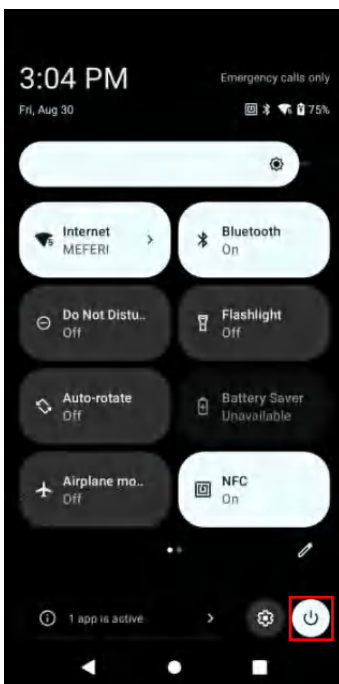 3:04 PM
Emergency calls only
Fri, Aug 30
75%
Internet
MEFERI
Bluetooth
On
Do Not Distu..
Off
Flashlight
Off
Auto-rotate
Off
Battery Saver
Unavailable
Airplane mo..
Off
NFC
On
1 app is active